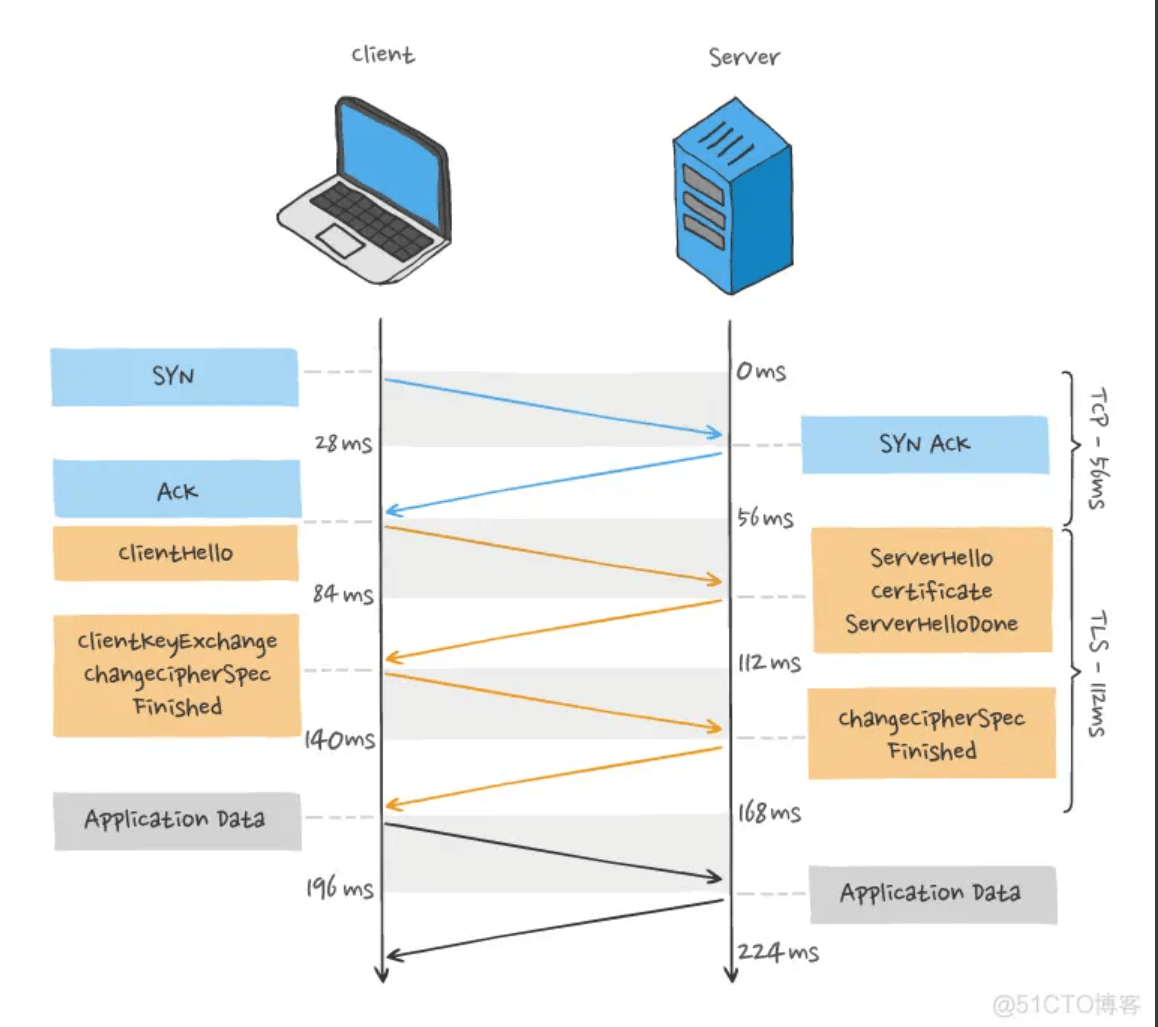 client
Server
SYN
0ms
28ms
SYN Ack
TCP - 56ms
Ack
56ms
clientHello
ServerHello
certificate
ServerHelloDone
84ms
TLS - 112ms
clientKeyExchange
changecipherSpec
Finished
112ms
changecipherSpec
Finished
140ms
Application Data
168ms
196ms
Application Data
224ms
@51CTO博客